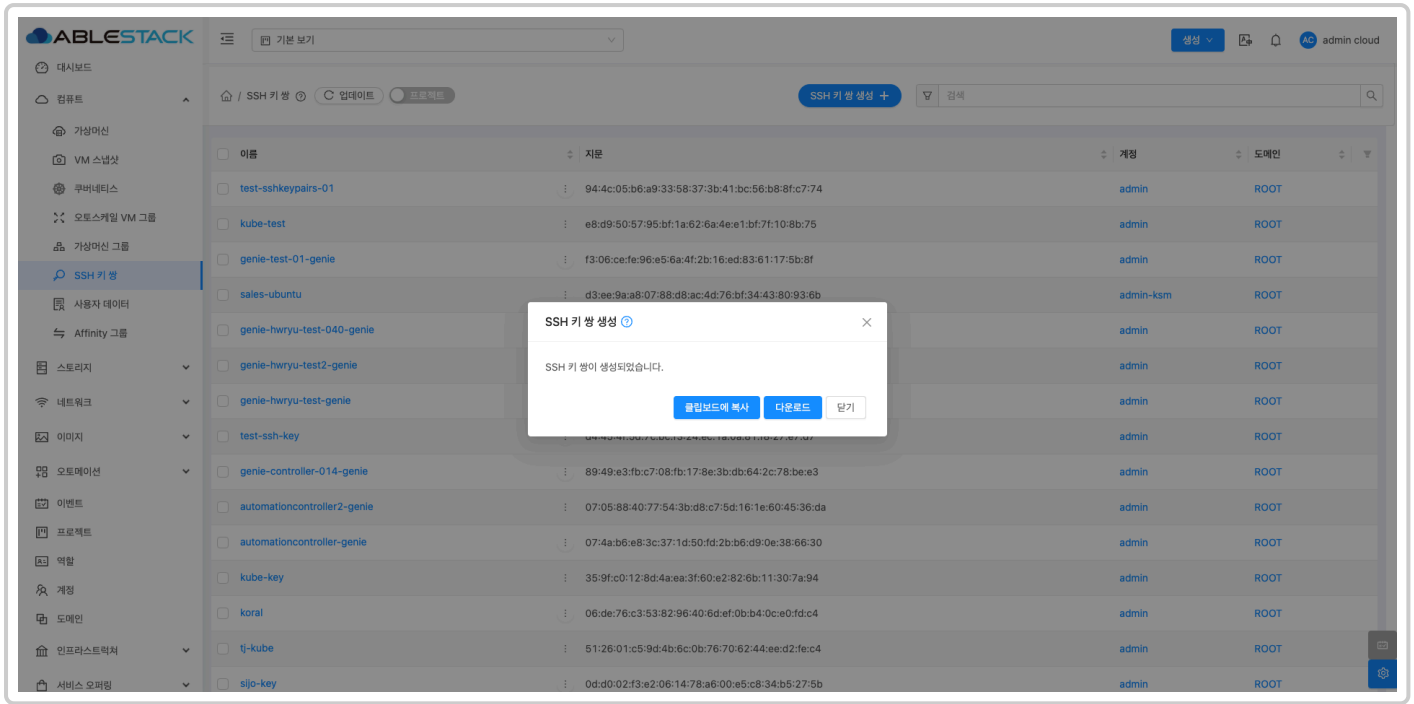 ABLESTACK
기본 보기
생성
AC admin cloud
대시보드
컴퓨트
가상머신
VM 스냅샷
쿠버네티스
오토스케일 VM 그룹
가상머신 그룹
SSH 키 쌍
사용자 데이터
Affinity 그룹
스토리지
네트워크
이미지
오토메이션
이벤트
프로젝트
역할
계정
도메인
인프라스트럭쳐
서비스 오퍼링
/ SSH 키 쌍 업데이트 프로젝트
SSH 키 쌍 생성 +
검색
이름 지문 계정 도메인
test-sshkeypairs-01 94:4c:05:b6:a9:33:58:37:3b:41:bc:56:b8:8f:c7:74 admin ROOT
kube-test e8:d9:50:57:95:bf:1a:62:6a:4e:e1:bf:7f:10:8b:75 admin ROOT
genie-test-01-genie f3:06:ce:fe:96:e5:6a:4f:2b:16:ed:83:61:17:5b:8f admin ROOT
sales-ubuntu d3:ee:9a:a8:07:88:d8:ac:4d:76:bf:34:43:80:93:6b admin-ksm ROOT
genie-hwryu-test-040-genie admin ROOT
genie-hwryu-test2-genie admin ROOT
genie-hwryu-test-genie admin ROOT
test-ssh-key admin ROOT
genie-controller-014-genie 89:49:e3:fb:c7:08:fb:17:8e:3b:db:64:2c:78:be:e3 admin ROOT
automationcontroller2-genie 07:05:88:40:77:54:3b:d8:c7:5d:16:1e:60:45:36:da admin ROOT
automationcontroller-genie 07:4a:b6:e8:3c:37:1d:50:fd:2b:b6:d9:0e:38:66:30 admin ROOT
kube-key 35:9f:c0:12:8d:4a:ea:3f:60:e2:82:6b:11:30:7a:94 admin ROOT
koral 06:de:76:c3:53:82:96:40:6d:ef:0b:b4:0c:e0:fd:c4 admin ROOT
tj-kube 51:26:01:c5:9d:4b:6c:0b:76:70:62:44:ee:d2:fe:c4 admin ROOT
sijo-key 0d:d0:02:f3:e2:06:14:78:a6:00:e5:c8:34:b5:27:5b admin ROOT
SSH 키 쌍 생성
SSH 키 쌍이 생성되었습니다.
클립보드에 복사 다운로드 닫기